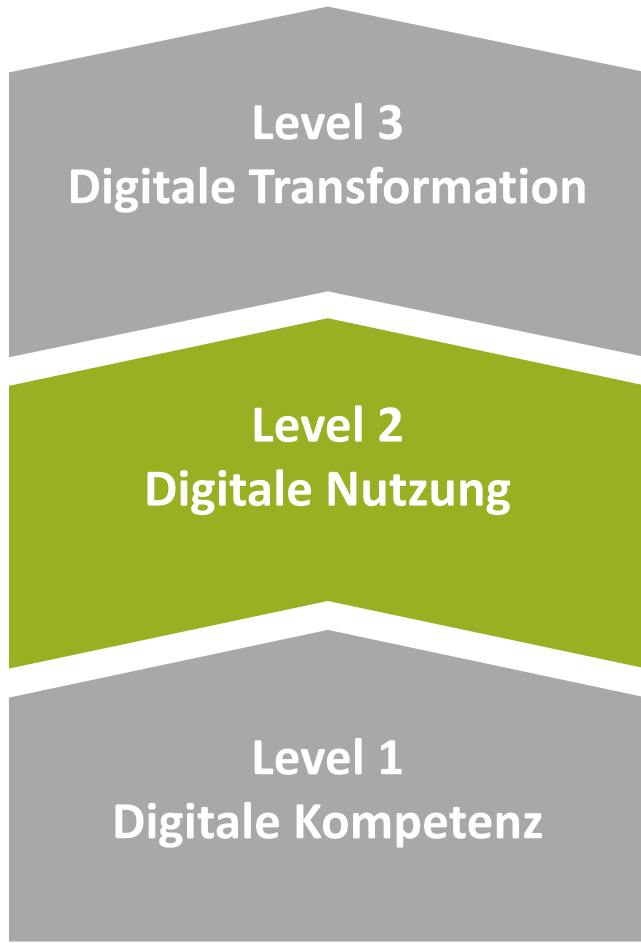 Level 3
Digitale Transformation
Level 2
Digitale Nutzung
Level 1
Digitale Kompetenz